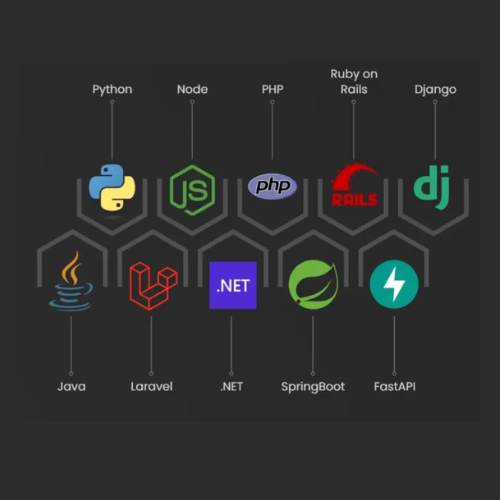 Python
Node
PHP
Ruby on
Rails
Django
JS
php
RAILS
dj
.NET
Java
Laravel
.NET
SpringBoot
FastAPI